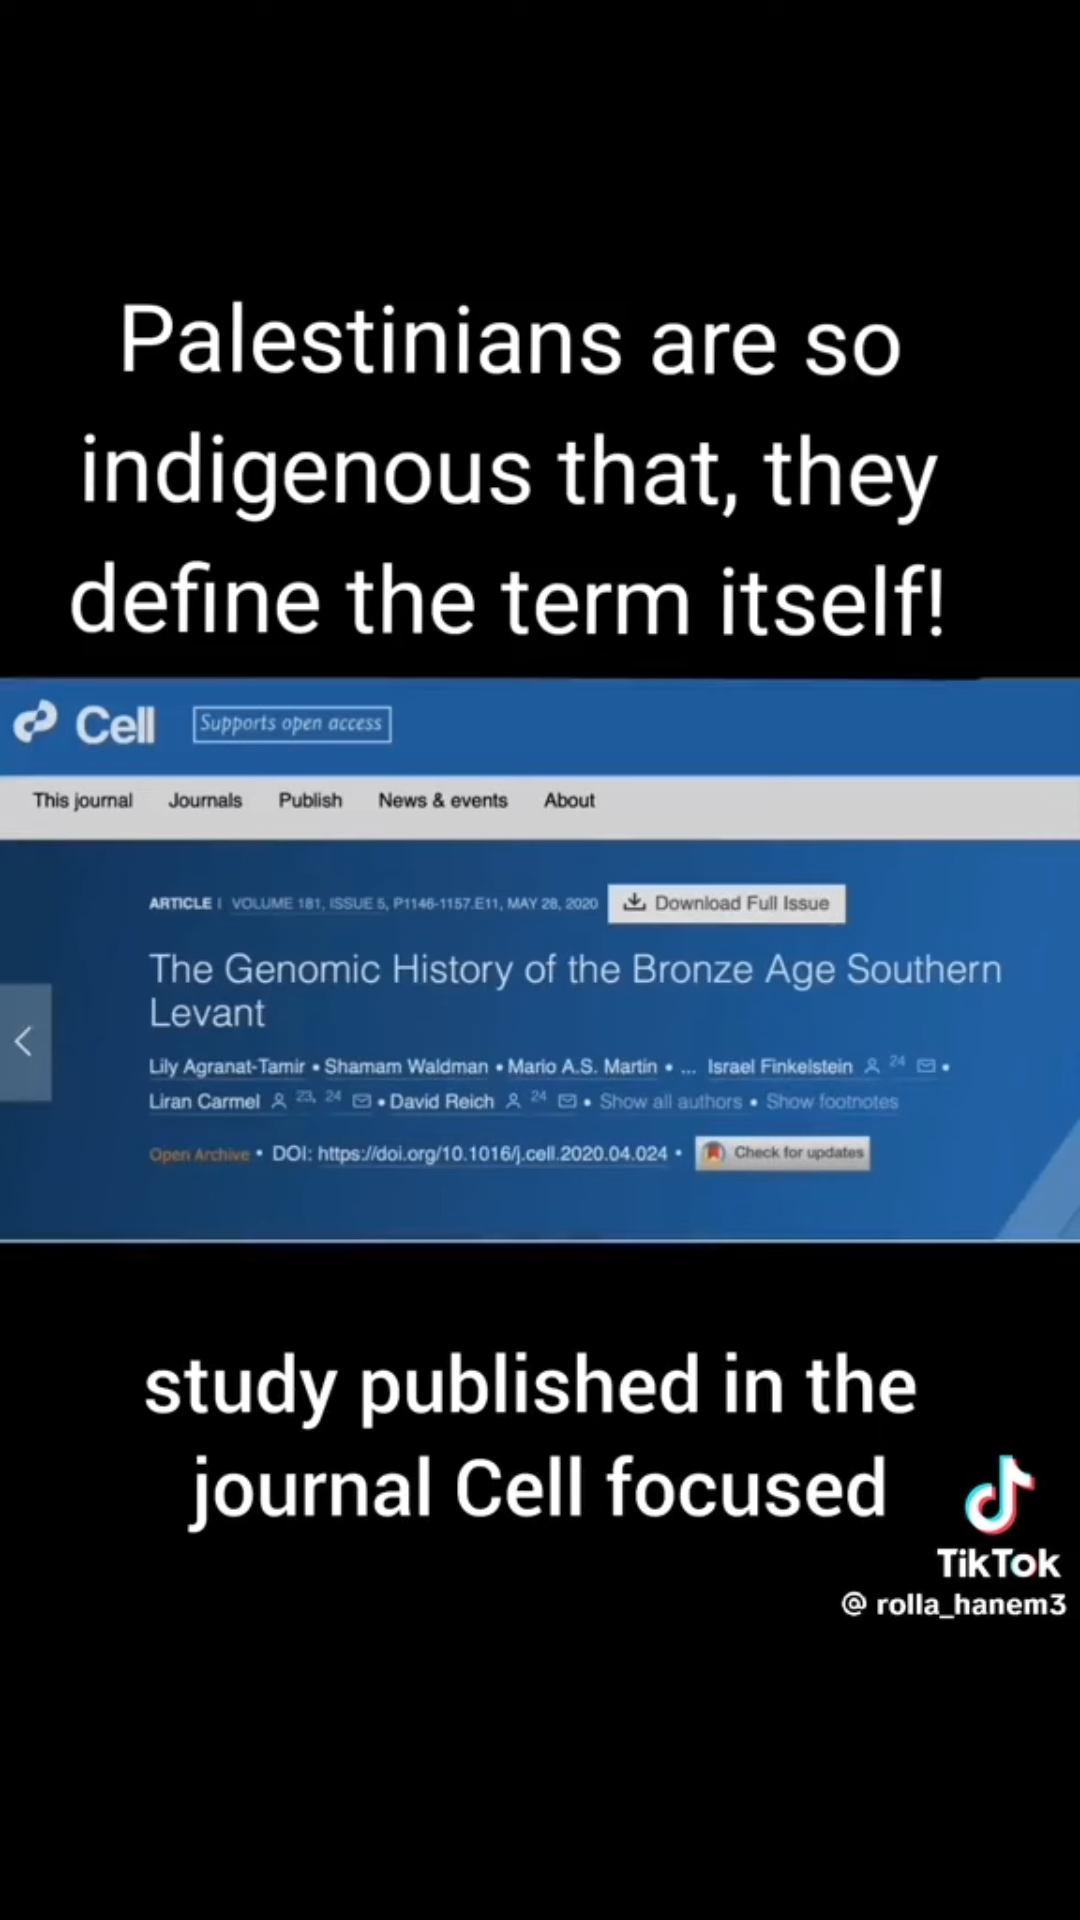 Palestinians are so
indigenous that, they
define the term itself!
Cell
Supports open access
This journal Journals Publish News & events About
ARTICLE | VOLUME 181, ISSUE 5, P1146-1157.E11, MAY 28, 2020
Download Full Issue
The Genomic History of the Bronze Age Southern
Levant
Lily Agranat-Tamir • Shamam Waldman • Mario A.S. Martin • ... Israel Finkelstein 24 •
Liran Carmel 23, 24 • David Reich 24 • Show all authors • Show footnotes
Open Archive • DOI: https://doi.org/10.1016/j.cell.2020.04.024 •
Check for updates
study published in the
journal Cell focused
TikTok
@ rolla_hanem3